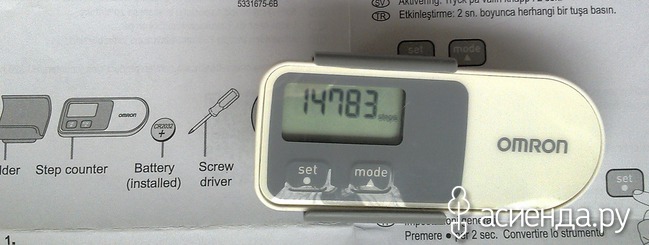 5331675-6B
SV Aktivering: Tryck på valfri knapp i 2 sek.
TR Etkinleştirme: 2 sn. boyunca herhangi bir tuşa basın.
set mode
14783
steps
OMRON
set mode
CR2032
OMRON
Step counter
Battery
(installed)
Screw
driver
set
асиенда.ру
Premere per 2 sec. Convertire lo strumento
1.